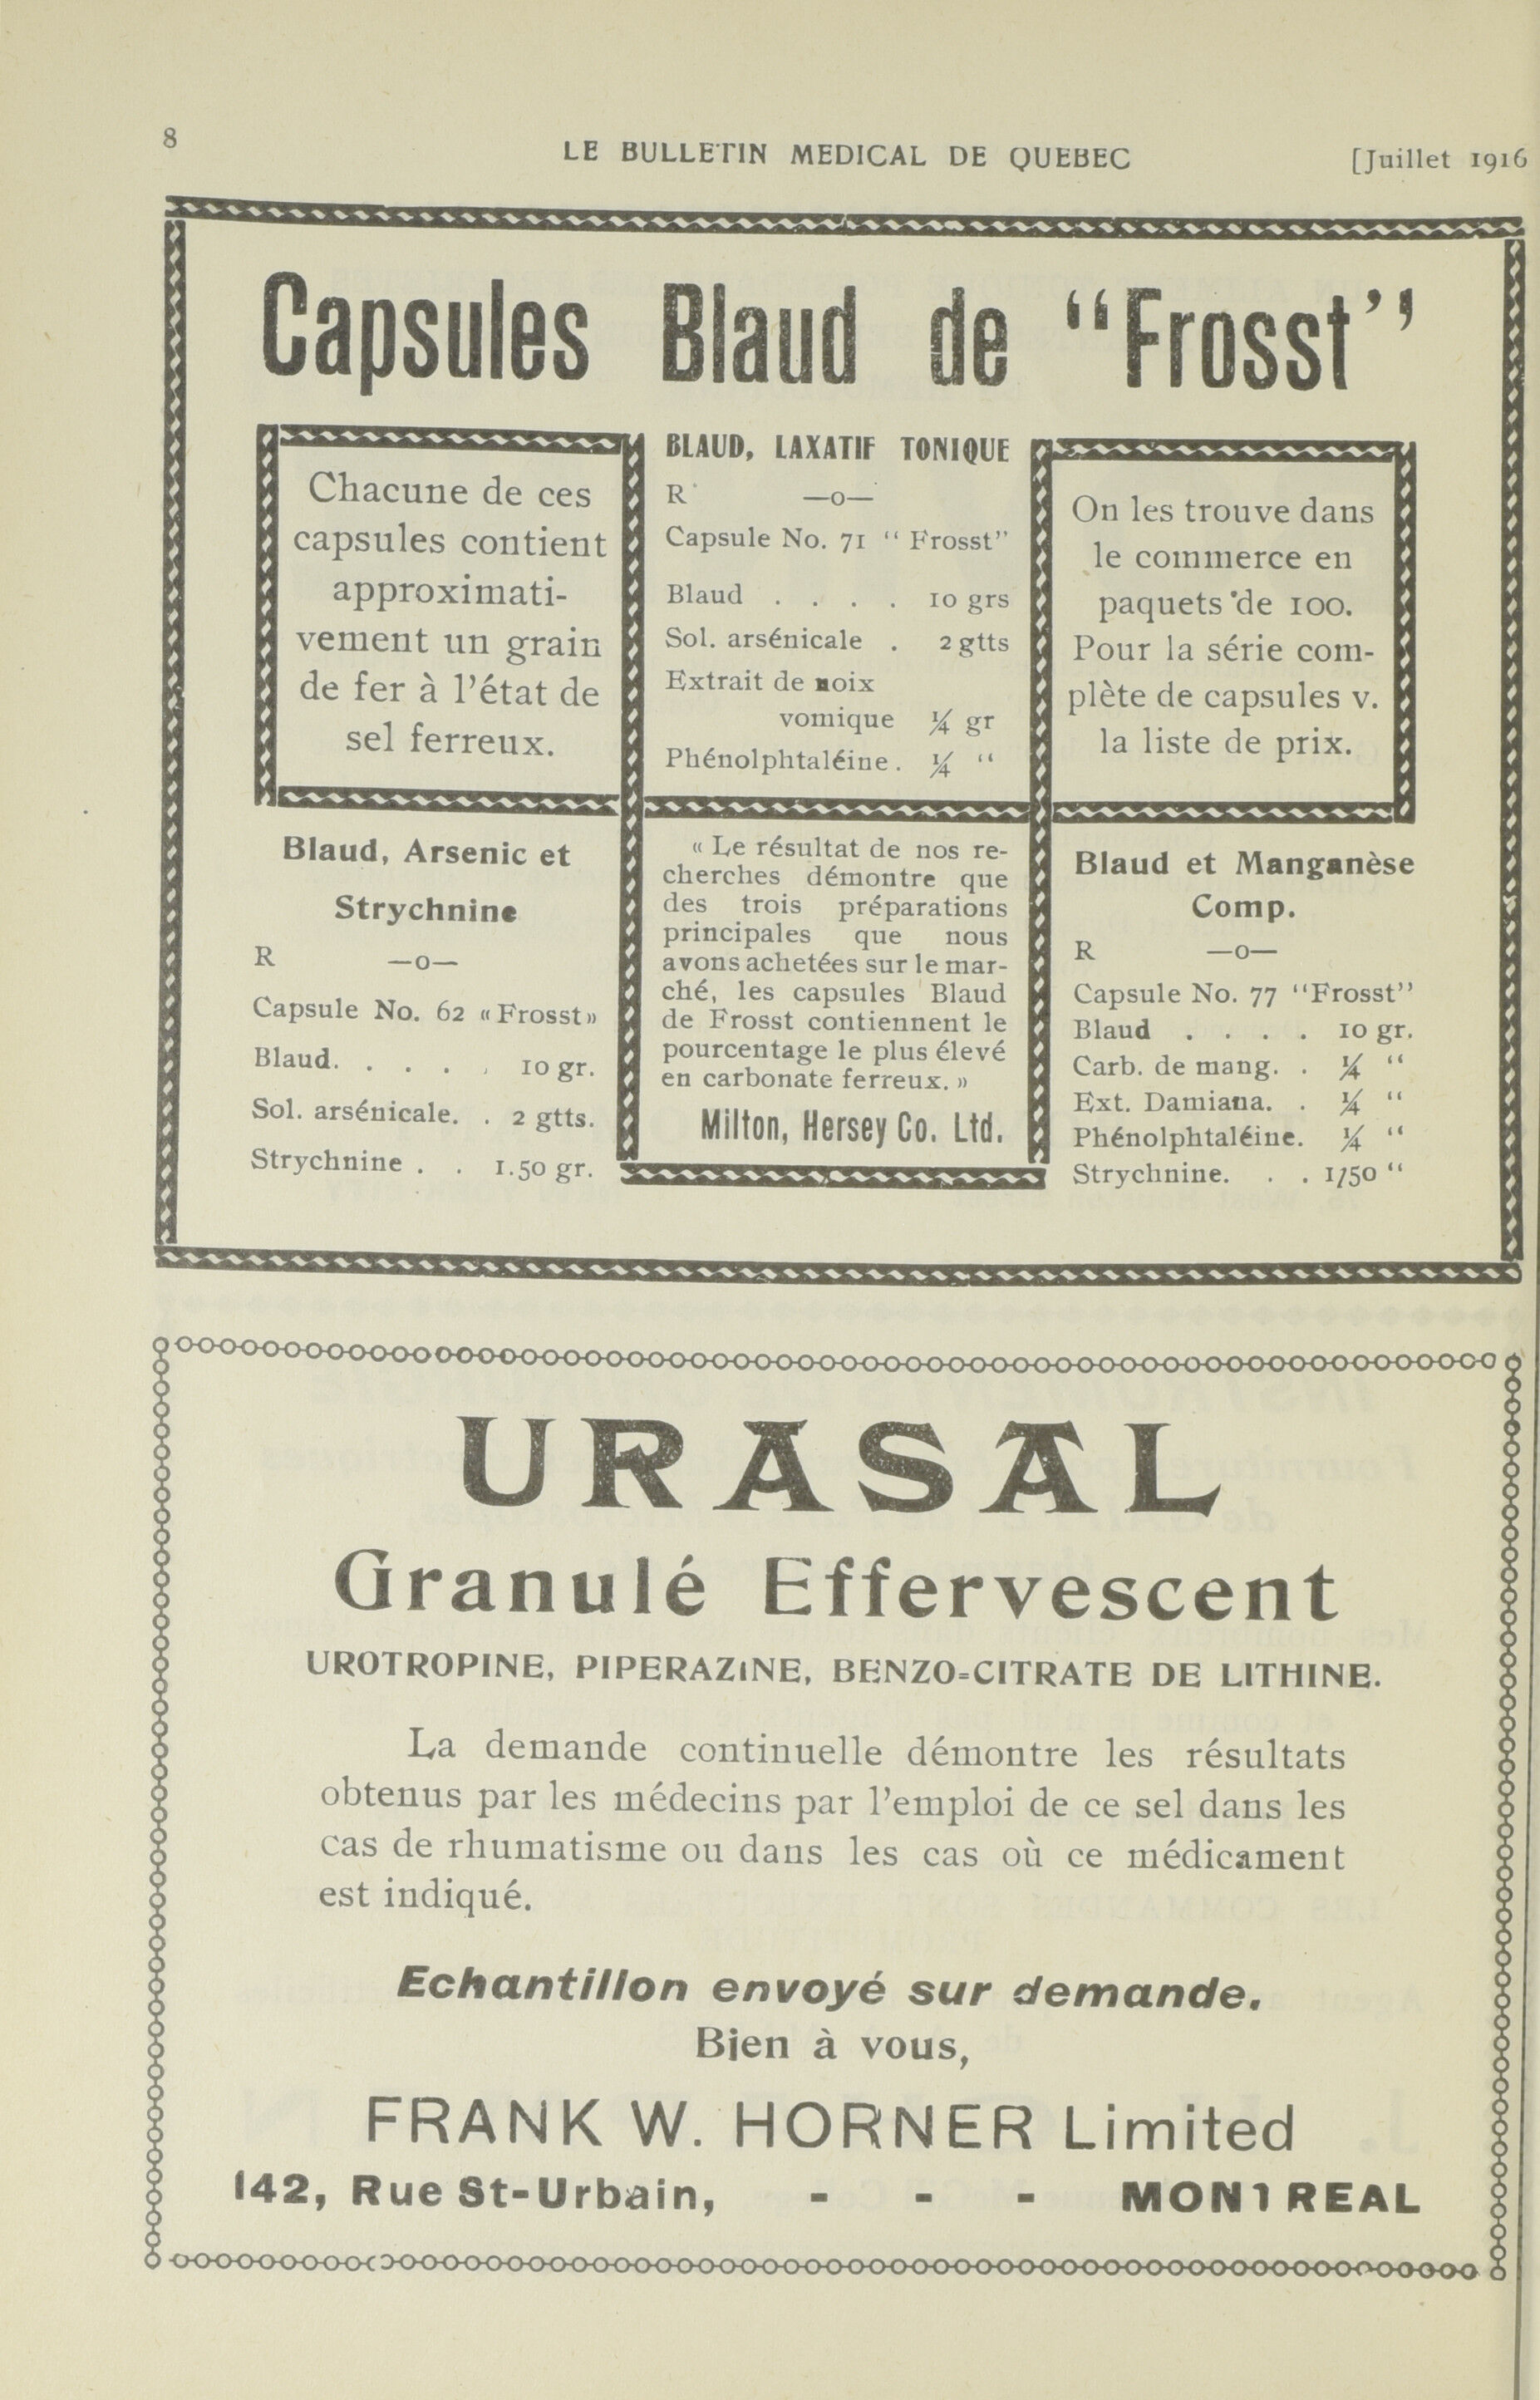 8
LE BULLETIN MEDICAL DE QUEBEC
[Juillet 1916
Capsules Blaud de "Frosst"
Chacune de ces
capsules contient
approximati-
vement un grain
de fer à l'état de
sel ferreux.
BLAUD, LAXATIF TONIQUE
R —o—
Capsule No. 71 "Frosst"
Blaud . . . . 10 grs
Sol. arsénicale . 2 gtts
Extrait de noix
vomique ¼ gr
Phénolphtaléine. ¼ "
On les trouve dans
le commerce en
paquets de 100.
Pour la série com-
plète de capsules v.
la liste de prix.
Blaud, Arsenic et
Strychnine
R —o—
Capsule No. 62 «Frosst»
Blaud. . . . . 10 gr.
Sol. arsénicale. . 2 gtts.
Strychnine . . 1.50 gr.
« Le résultat de nos re-
cherches démontre que
des trois préparations
principales que nous
avons achetées sur le mar-
ché, les capsules Blaud
de Frosst contiennent le
pourcentage le plus élevé
en carbonate ferreux. »
Milton, Hersey Co. Ltd.
Blaud et Manganèse
Comp.
R —o—
Capsule No. 77 "Frosst"
Blaud . . . . 10 gr.
Carb. de mang. . ¼ "
Ext. Damiana. . ¼ "
Phénolphtaléine. ¼ "
Strychnine. . . 1/50 "
URASAL
Granulé Effervescent
UROTROPINE, PIPERAZINE, BENZO=CITRATE DE LITHINE.
La demande continuelle démontre les résultats
obtenus par les médecins par l'emploi de ce sel dans les
cas de rhumatisme ou dans les cas où ce médicament
est indiqué.
Echantillon envoyé sur demande.
Bien à vous,
FRANK W. HORNER Limited
142, Rue St-Urbain, - - - MONTREAL